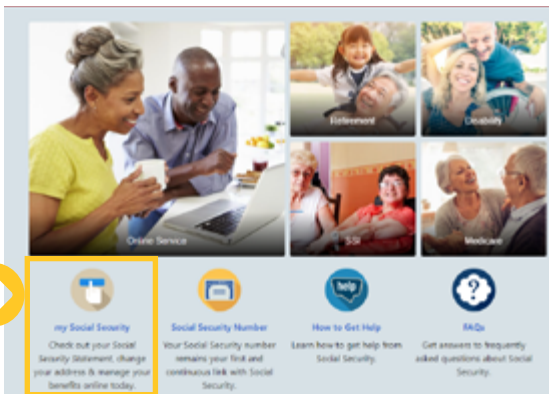 Online Service
Retirement
Disability
SSI
Medicare
help
?
my Social Security
Check out your Social
Security Statement, change
your address & manage your
benefits online today.
Social Security Number
Your Social Security number
remains your first and
continuous link with Social
Security.
How to Get Help
Learn how to get help from
Social Security.
FAQs
Get answers to frequently
asked questions about Social
Security.